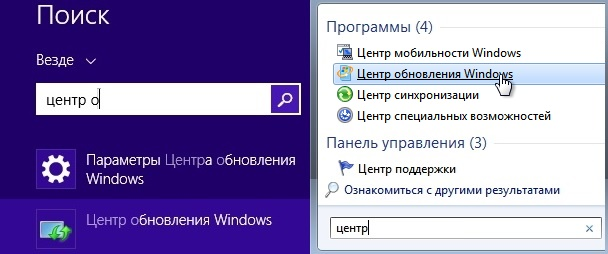 Поиск
Везде
центр о
Параметры Центра обновления
Windows
Центр обновления Windows
Программы (4)
Центр мобильности Windows
Центр обновления Windows
Центр синхронизации
Центр специальных возможностей
Панель управления (3)
Центр поддержки
Ознакомиться с другими результатами
центр